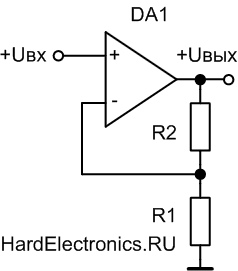 DA1
+Uвх
+Uвых
+
-
R2
R1
HardElectronics.RU